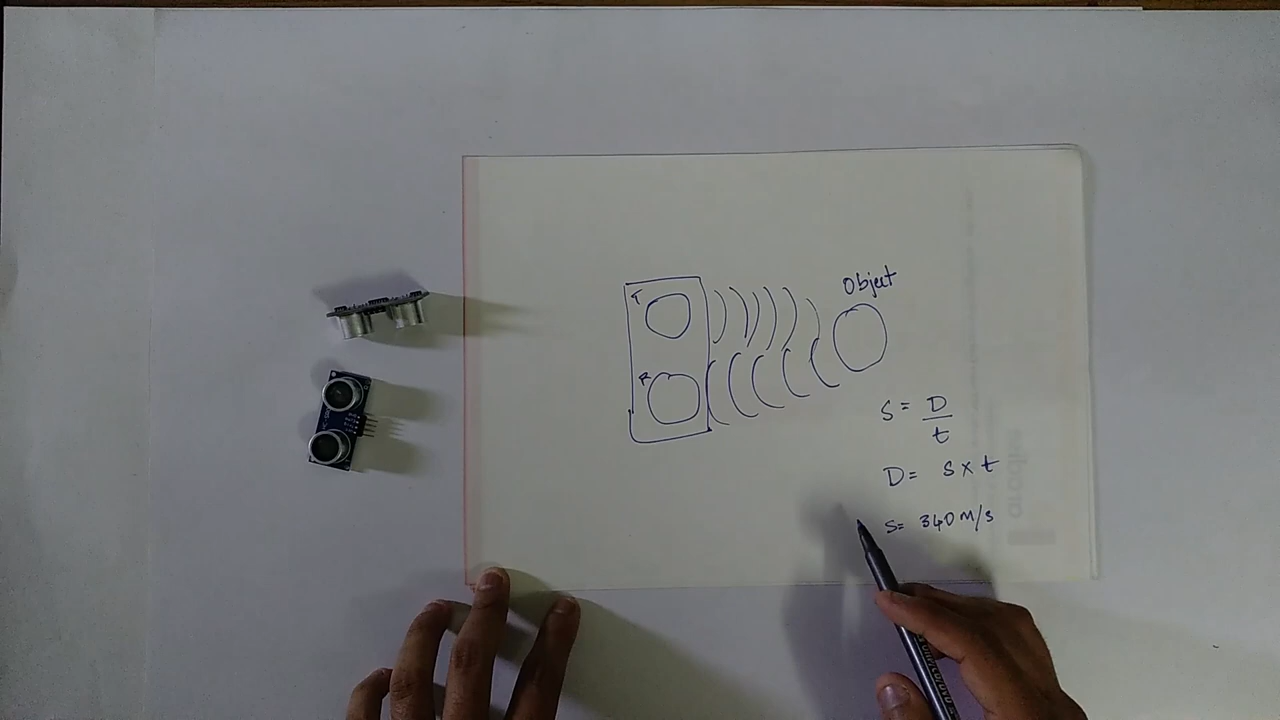 Object
T
R
S = D/t
D = S x t
S = 340 M/s